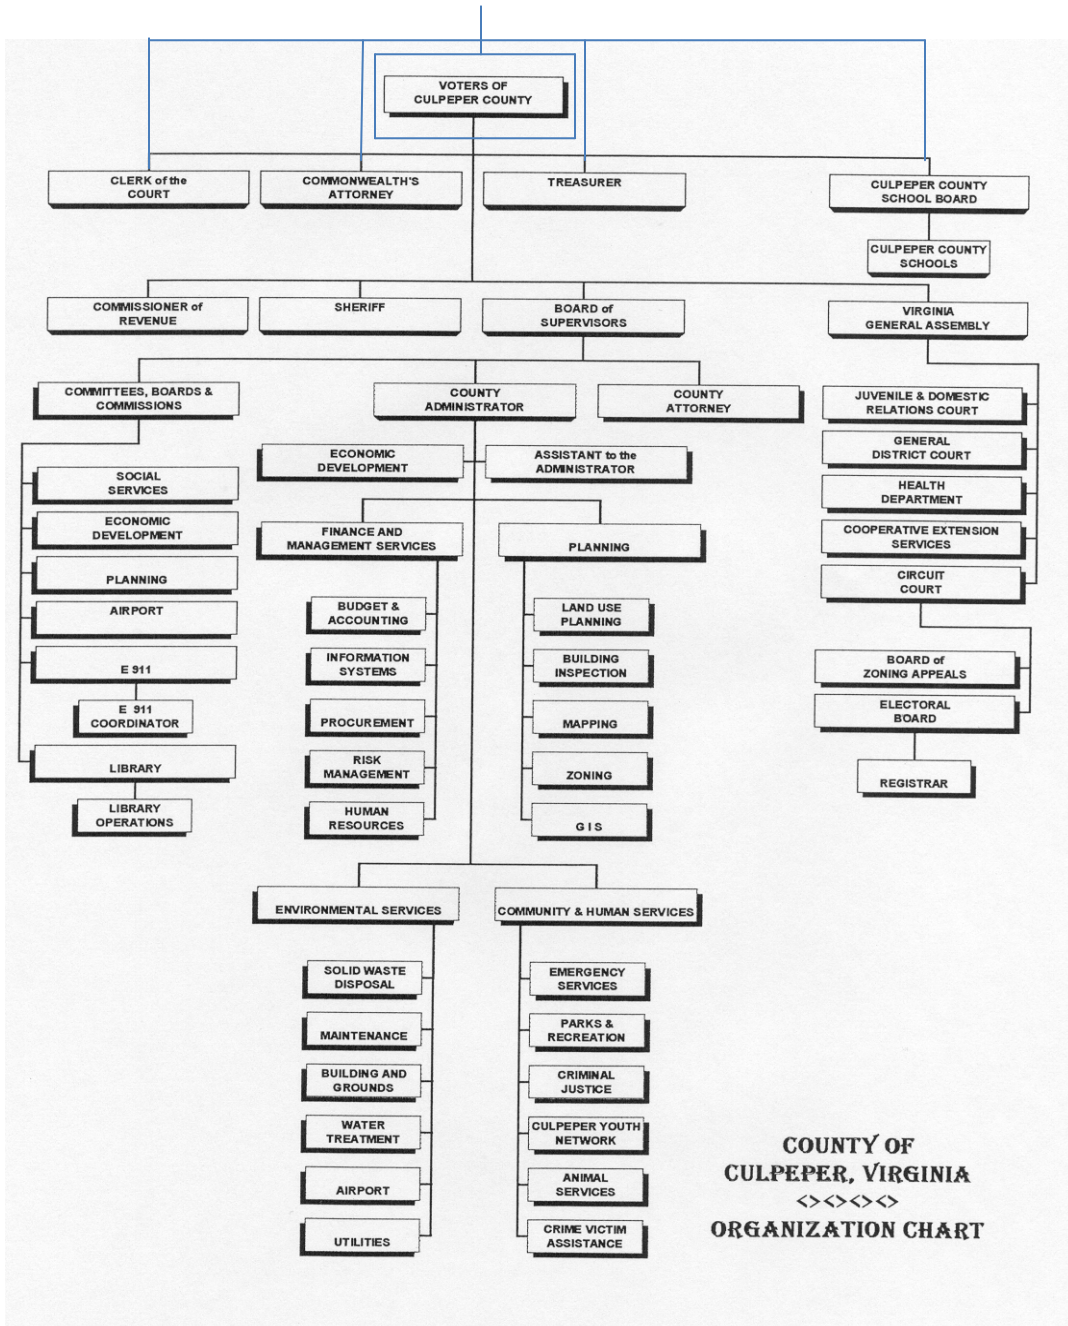 VOTERS OF
CULPEPER COUNTY
CLERK of the
COURT
COMMONWEALTH'S
ATTORNEY
TREASURER
CULPEPER COUNTY
SCHOOL BOARD
CULPEPER COUNTY
SCHOOLS
COMMISSIONER of
REVENUE
SHERIFF
BOARD of
SUPERVISORS
VIRGINIA
GENERAL ASSEMBLY
COMMITTEES, BOARDS &
COMMISSIONS
COUNTY
ADMINISTRATOR
COUNTY
ATTORNEY
JUVENILE & DOMESTIC
RELATIONS COURT
GENERAL
DISTRICT COURT
HEALTH
DEPARTMENT
COOPERATIVE EXTENSION
SERVICES
CIRCUIT
COURT
BOARD of
ZONING APPEALS
ELECTORAL
BOARD
REGISTRAR
SOCIAL
SERVICES
ECONOMIC
DEVELOPMENT
PLANNING
AIRPORT
E 911
E 911
COORDINATOR
LIBRARY
LIBRARY
OPERATIONS
ECONOMIC
DEVELOPMENT
ASSISTANT to the
ADMINISTRATOR
FINANCE AND
MANAGEMENT SERVICES
PLANNING
BUDGET &
ACCOUNTING
INFORMATION
SYSTEMS
PROCUREMENT
RISK
MANAGEMENT
HUMAN
RESOURCES
LAND USE
PLANNING
BUILDING
INSPECTION
MAPPING
ZONING
G I S
ENVIRONMENTAL SERVICES
COMMUNITY & HUMAN SERVICES
SOLID WASTE
DISPOSAL
MAINTENANCE
BUILDING AND
GROUNDS
WATER
TREATMENT
AIRPORT
UTILITIES
EMERGENCY
SERVICES
PARKS &
RECREATION
CRIMINAL
JUSTICE
CULPEPER YOUTH
NETWORK
ANIMAL
SERVICES
CRIME VICTIM
ASSISTANCE
COUNTY OF
CULPEPER, VIRGINIA
<><><><>
ORGANIZATION CHART